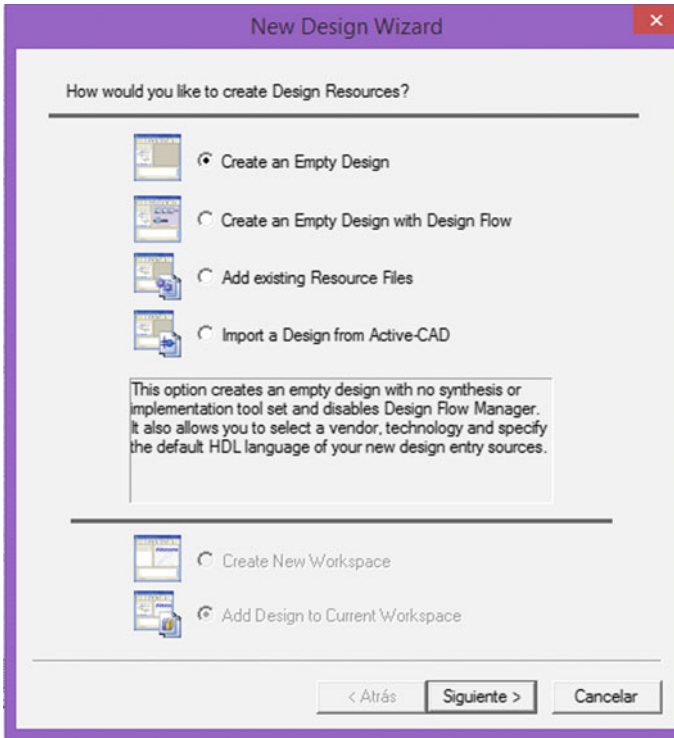 New Design Wizard
How would you like to create Design Resources?
Create an Empty Design
Create an Empty Design with Design Flow
Add existing Resource Files
Import a Design from Active-CAD
This option creates an empty design with no synthesis or
implementation tool set and disables Design Flow Manager.
It also allows you to select a vendor, technology and specify
the default HDL language of your new design entry sources.
Create New Workspace
Add Design to Current Workspace
< Atrás Siguiente > Cancelar